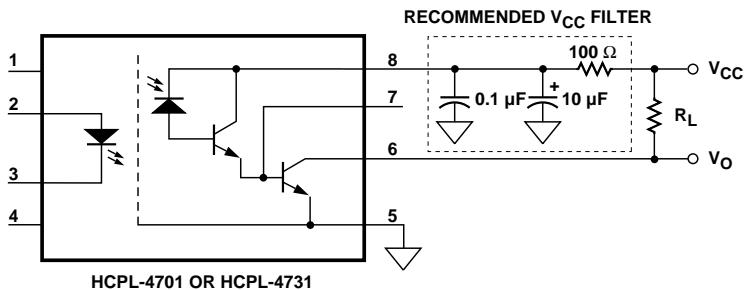 RECOMMENDED VCC FILTER
100 Ω
1
8
VCC
2
7
+
0.1 µF
10 µF
RL
3
6
VO
4
5
HCPL-4701 OR HCPL-4731